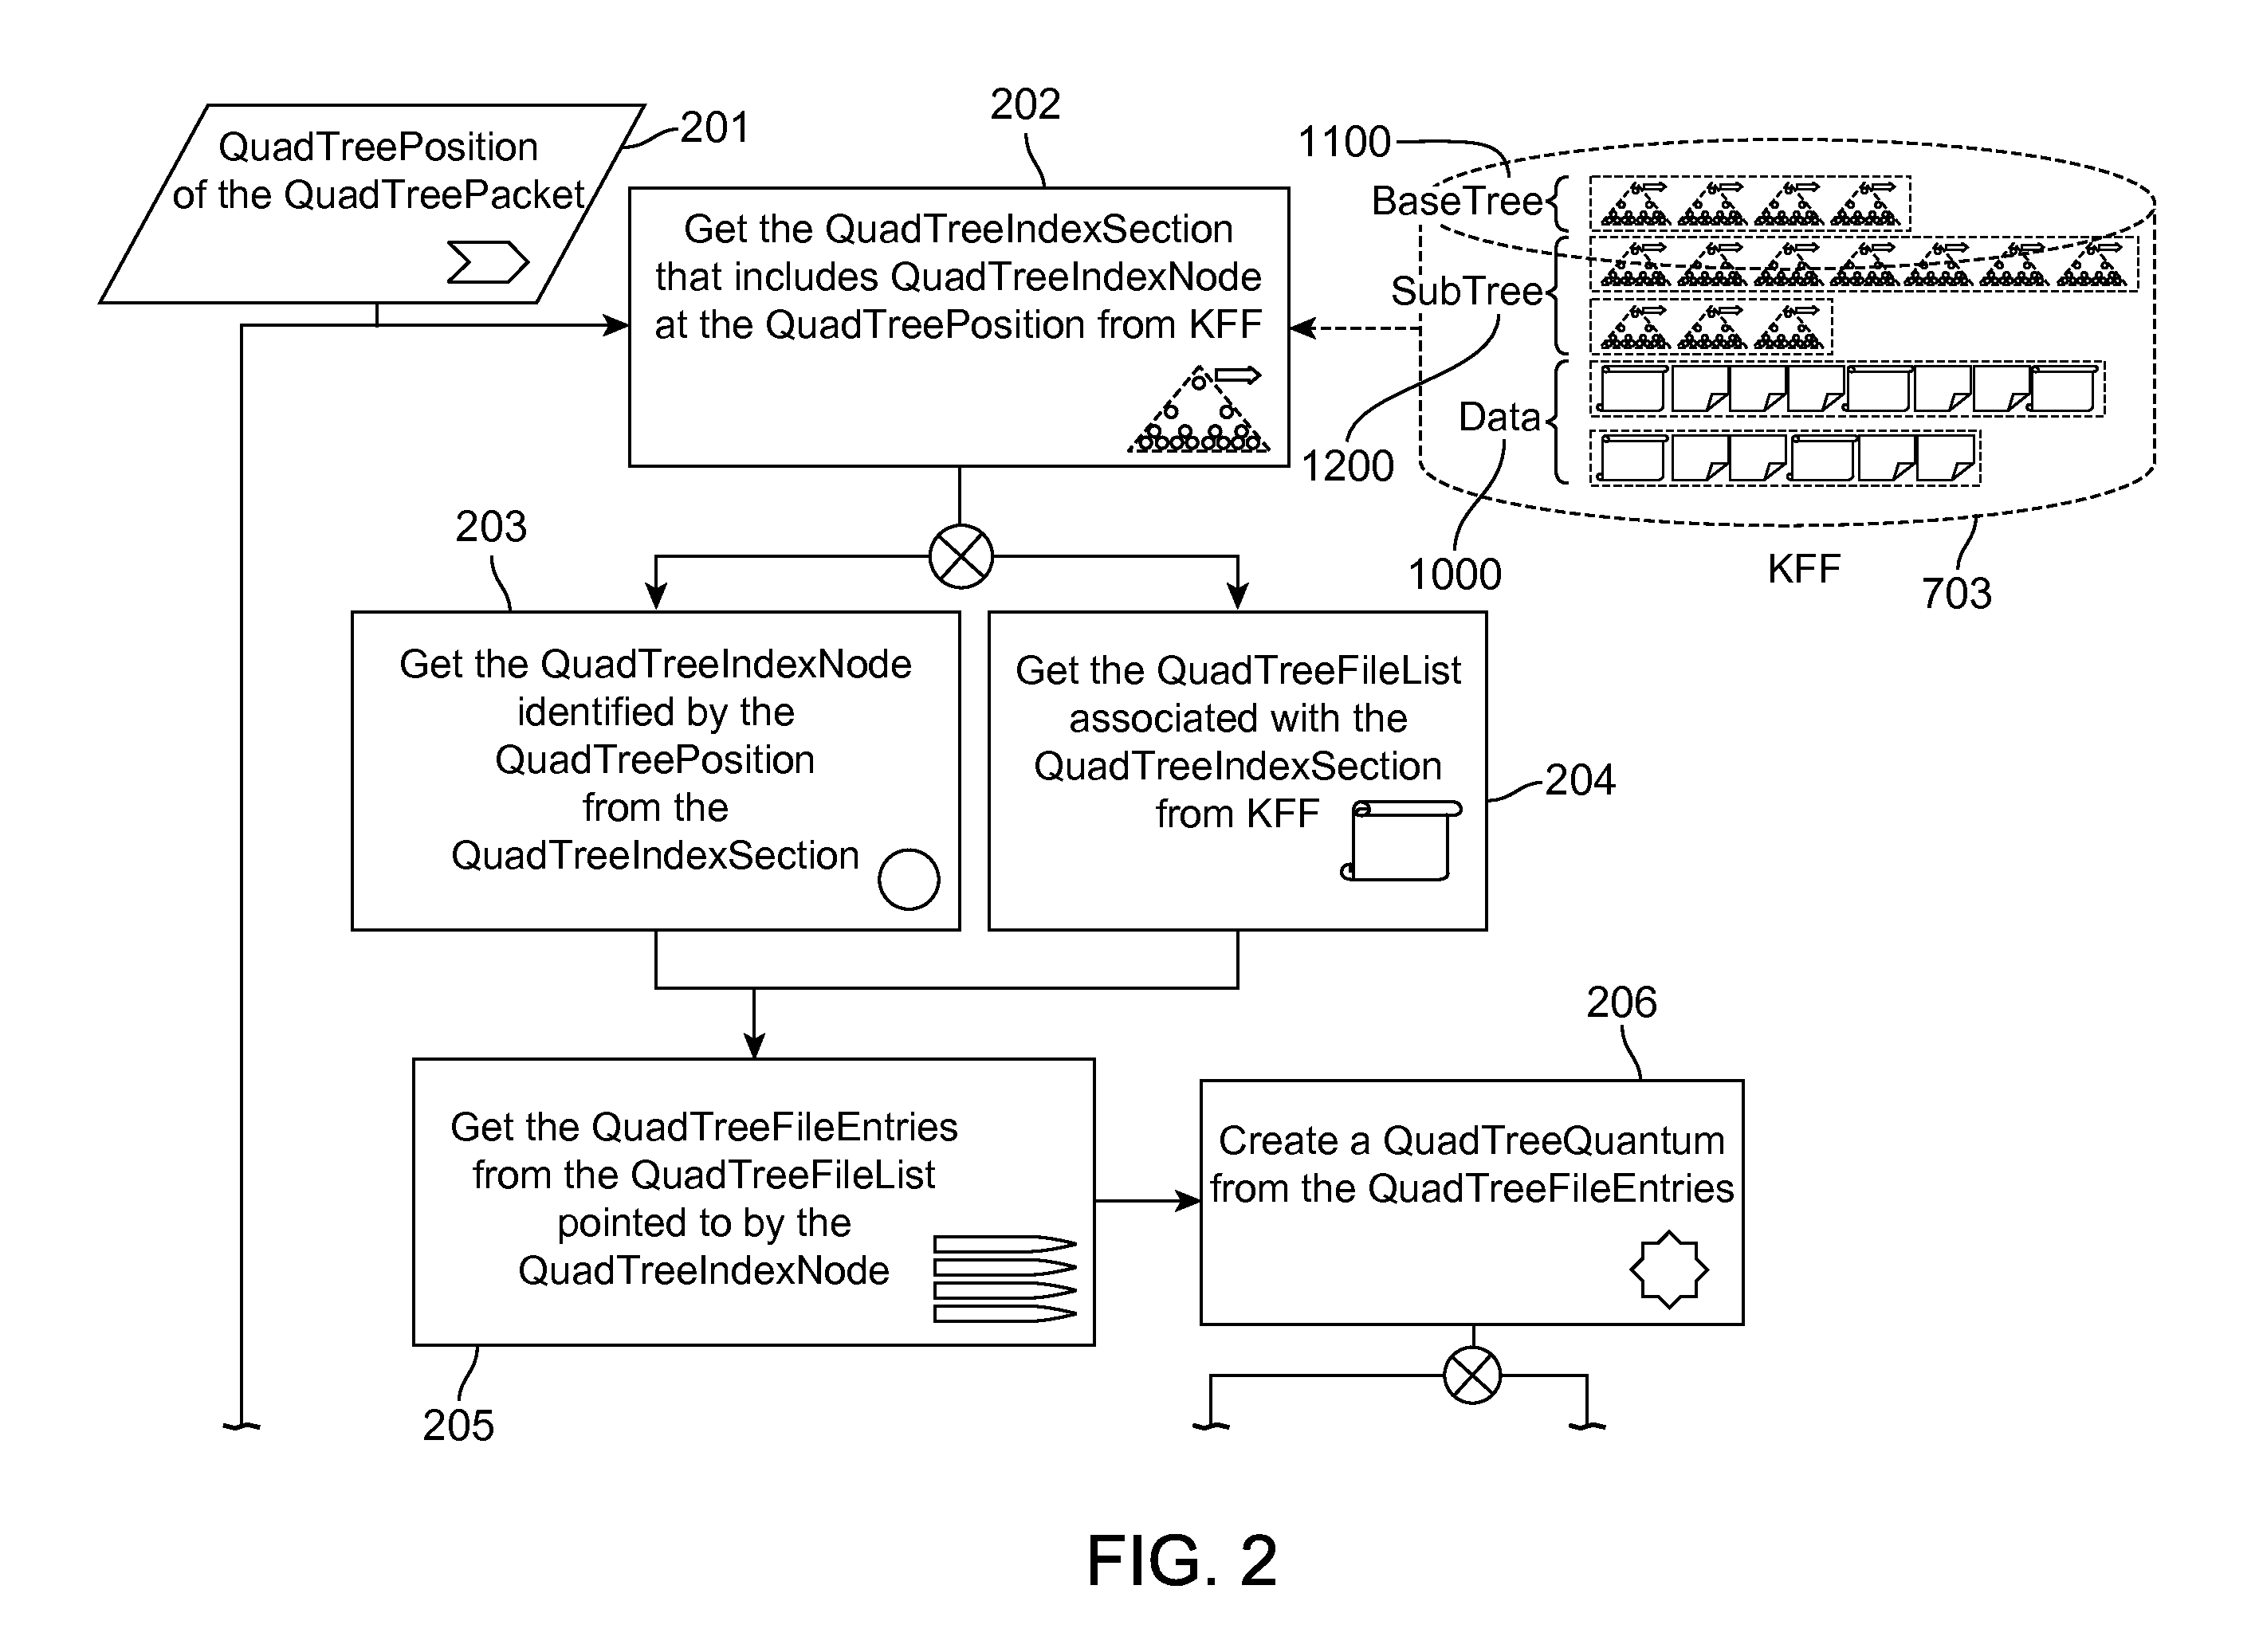 201
QuadTreePosition
of the QuadTreePacket
202
Get the QuadTreeIndexSection
that includes QuadTreeIndexNode
at the QuadTreePosition from KFF
1100
BaseTree
SubTree
Data
1200
1000
KFF
703
203
Get the QuadTreeIndexNode
identified by the
QuadTreePosition
from the
QuadTreeIndexSection
Get the QuadTreeFileList
associated with the
QuadTreeIndexSection
from KFF
204
Get the QuadTreeFileEntries
from the QuadTreeFileList
pointed to by the
QuadTreeIndexNode
205
206
Create a QuadTreeQuantum
from the QuadTreeFileEntries
FIG. 2